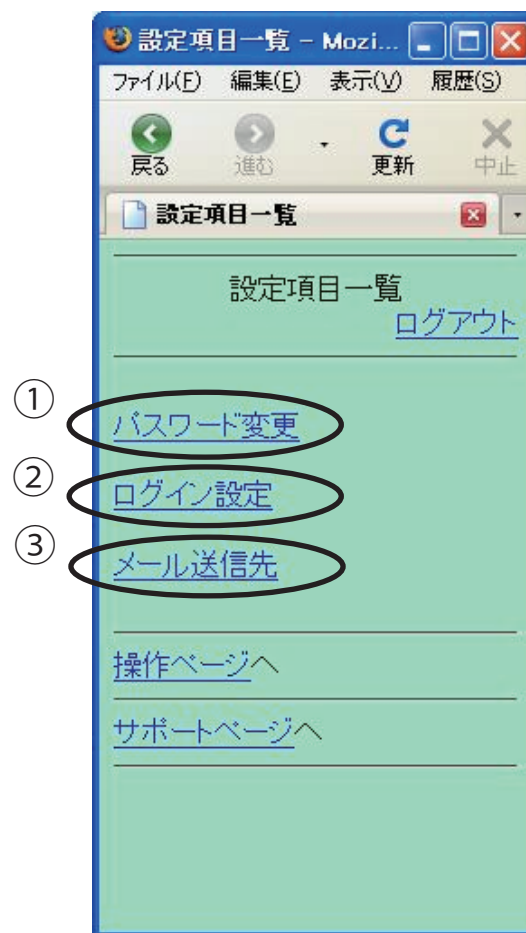 設定項目一覧 - Mozi...
ファイル(F) 編集(E) 表示(V) 履歴(S)
戻る 進む 更新 中止
設定項目一覧
設定項目一覧
ログアウト
①
パスワード変更
②
ログイン設定
③
メール送信先
操作ページへ
サポートページへ